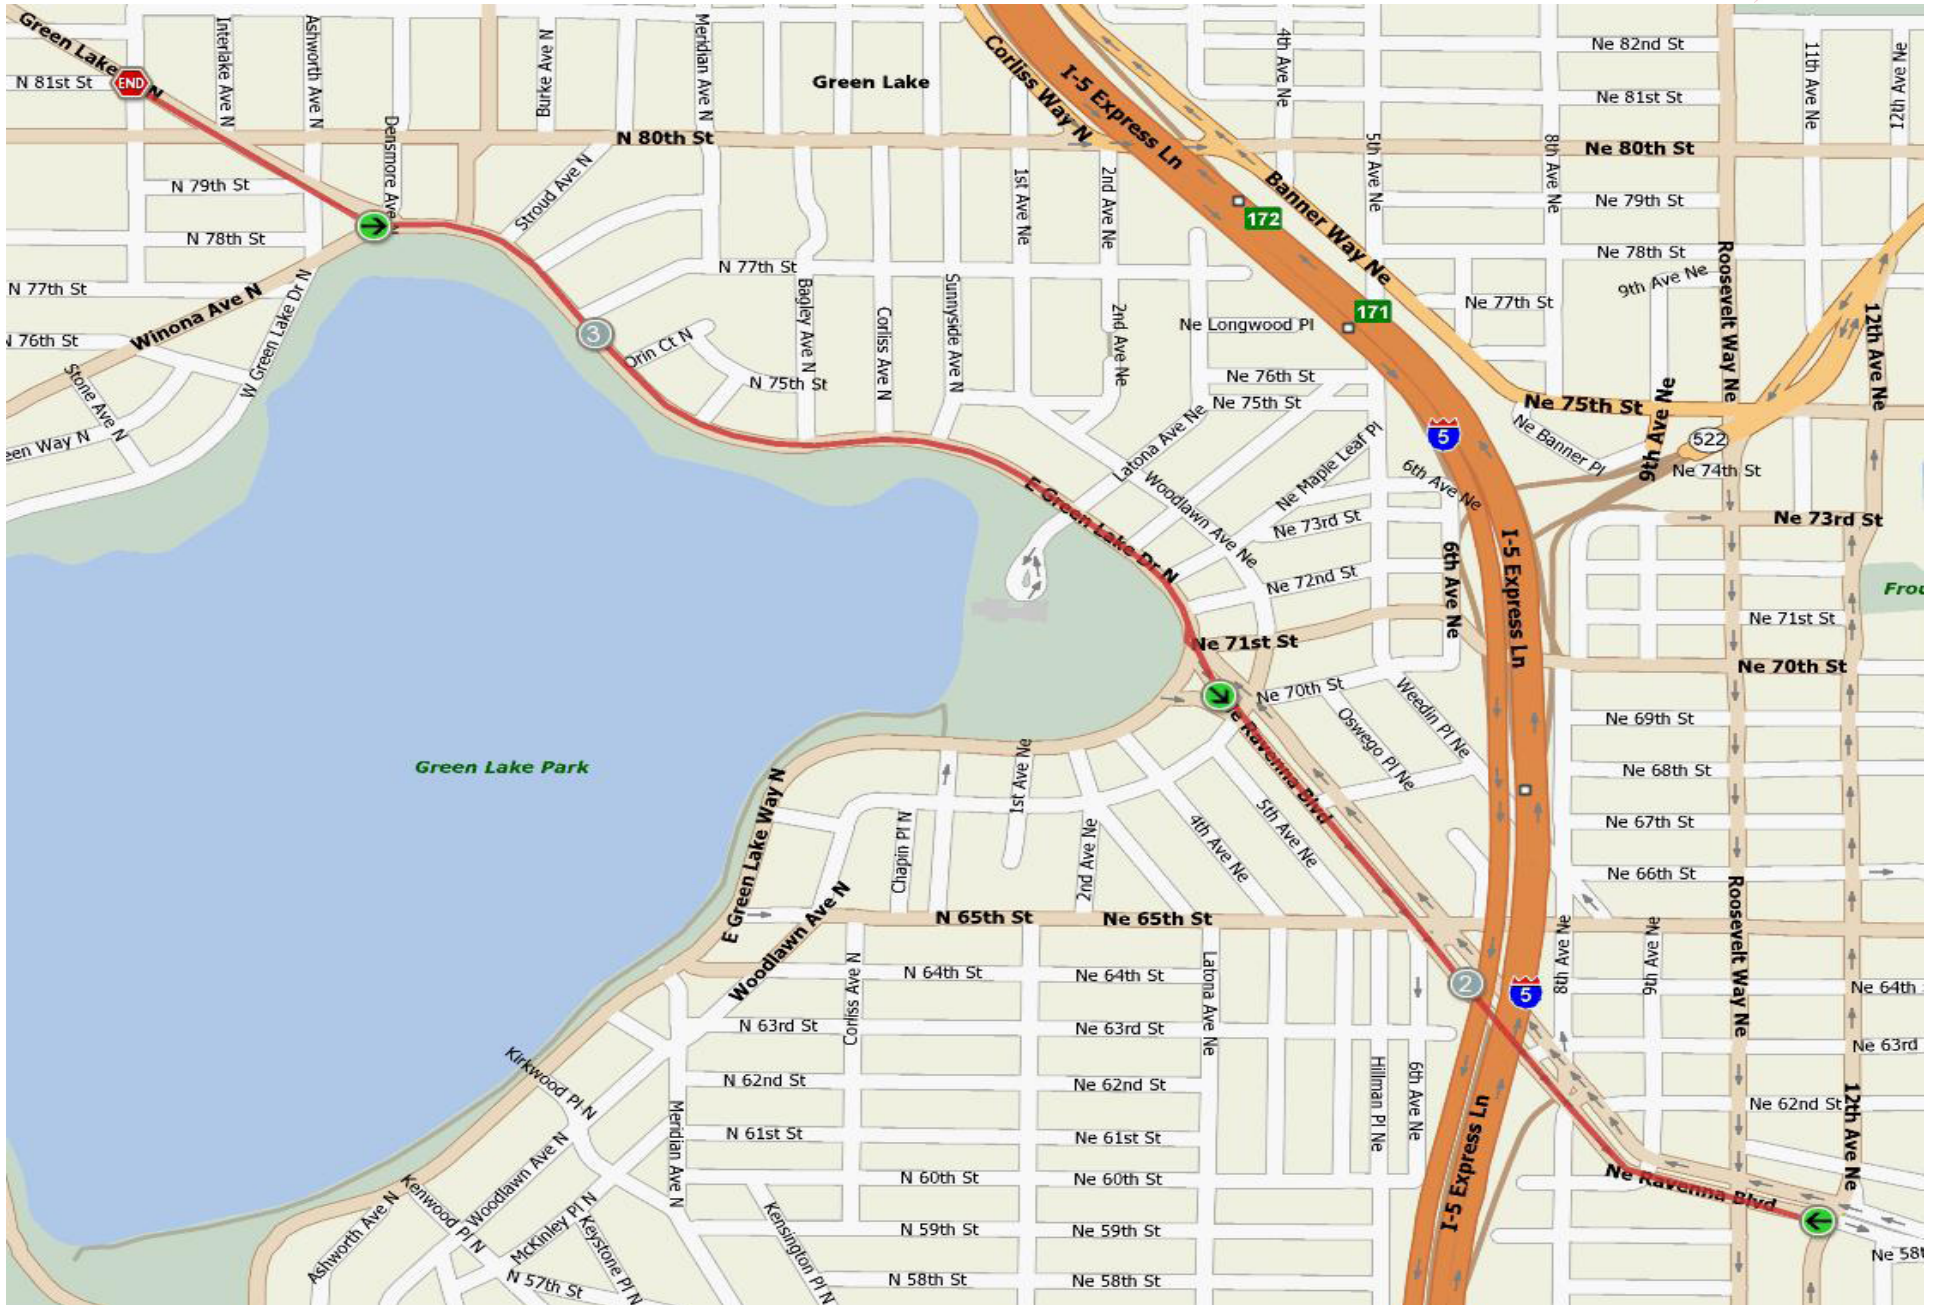 Green Lake
N
END
N 81st St
Interlake Ave N
Ashworth Ave N
Densmore Ave N
Burke Ave N
Meridian Ave N
Green Lake
Corliss Way N
I-5 Express Ln
4th Ave Ne
Ne 82nd St
Ne 81st St
11th Ave Ne
12th Ave Ne
N 80th St
Ne 80th St
5th Ave Ne
8th Ave Ne
N 79th St
Stroud Ave N
1st Ave Ne
2nd Ave Ne
Banner Way Ne
172
Ne 79th St
N 78th St
Ne 78th St
N 77th St
N 77th St
9th Ave Ne
Roosevelt Way Ne
Winona Ave N
W Green Lake Dr N
Bagley Ave N
Corliss Ave N
Sunnyside Ave N
2nd Ave Ne
Ne Longwood Pl
171
Ne 77th St
12th Ave Ne
N 76th St
3
Orin Ct N
N 75th St
Ne 76th St
Ne 75th St
Ne 75th St
Stone Ave N
een Way N
Latona Ave Ne
Ne Maple Leaf Pl
5
Ne Banner Pl
9th Ave Ne
522
Ne 74th St
6th Ave Ne
E Green Lake Dr N
Woodlawn Ave Ne
Ne 73rd St
Ne 73rd St
6th Ave Ne
I-5 Express Ln
Ne 72nd St
Frou
Ne 71st St
Ne 71st St
Ne 70th St
Ne 70th St
Weedin Pl Ne
Oswego Pl Ne
Ne 69th St
Ne Ravenna Blvd
Green Lake Park
1st Ave Ne
Ne 68th St
E Green Lake Way N
Chapin Pl N
2nd Ave Ne
4th Ave Ne
5th Ave Ne
Ne 67th St
Ne 66th St
Woodlawn Ave N
N 65th St
Ne 65th St
Roosevelt Way Ne
8th Ave Ne
9th Ave Ne
N 64th St
Ne 64th St
2
5
Ne 64th
Corliss Ave N
Latona Ave Ne
N 63rd St
Ne 63rd St
Ne 63rd
Kirkwood Pl N
N 62nd St
Ne 62nd St
Hillman Pl Ne
6th Ave Ne
Ne 62nd St
12th Ave Ne
Meridian Ave N
N 61st St
Ne 61st St
I-5 Express Ln
Ne Ravenna Blvd
N 60th St
Ne 60th St
Ashworth Ave N
Kenwood Pl N
Woodlawn Ave N
McKinley Pl N
Keystone Pl N
Kensington Pl N
N 59th St
Ne 59th St
Ne 58t
N 57th St
N 58th St
Ne 58th St